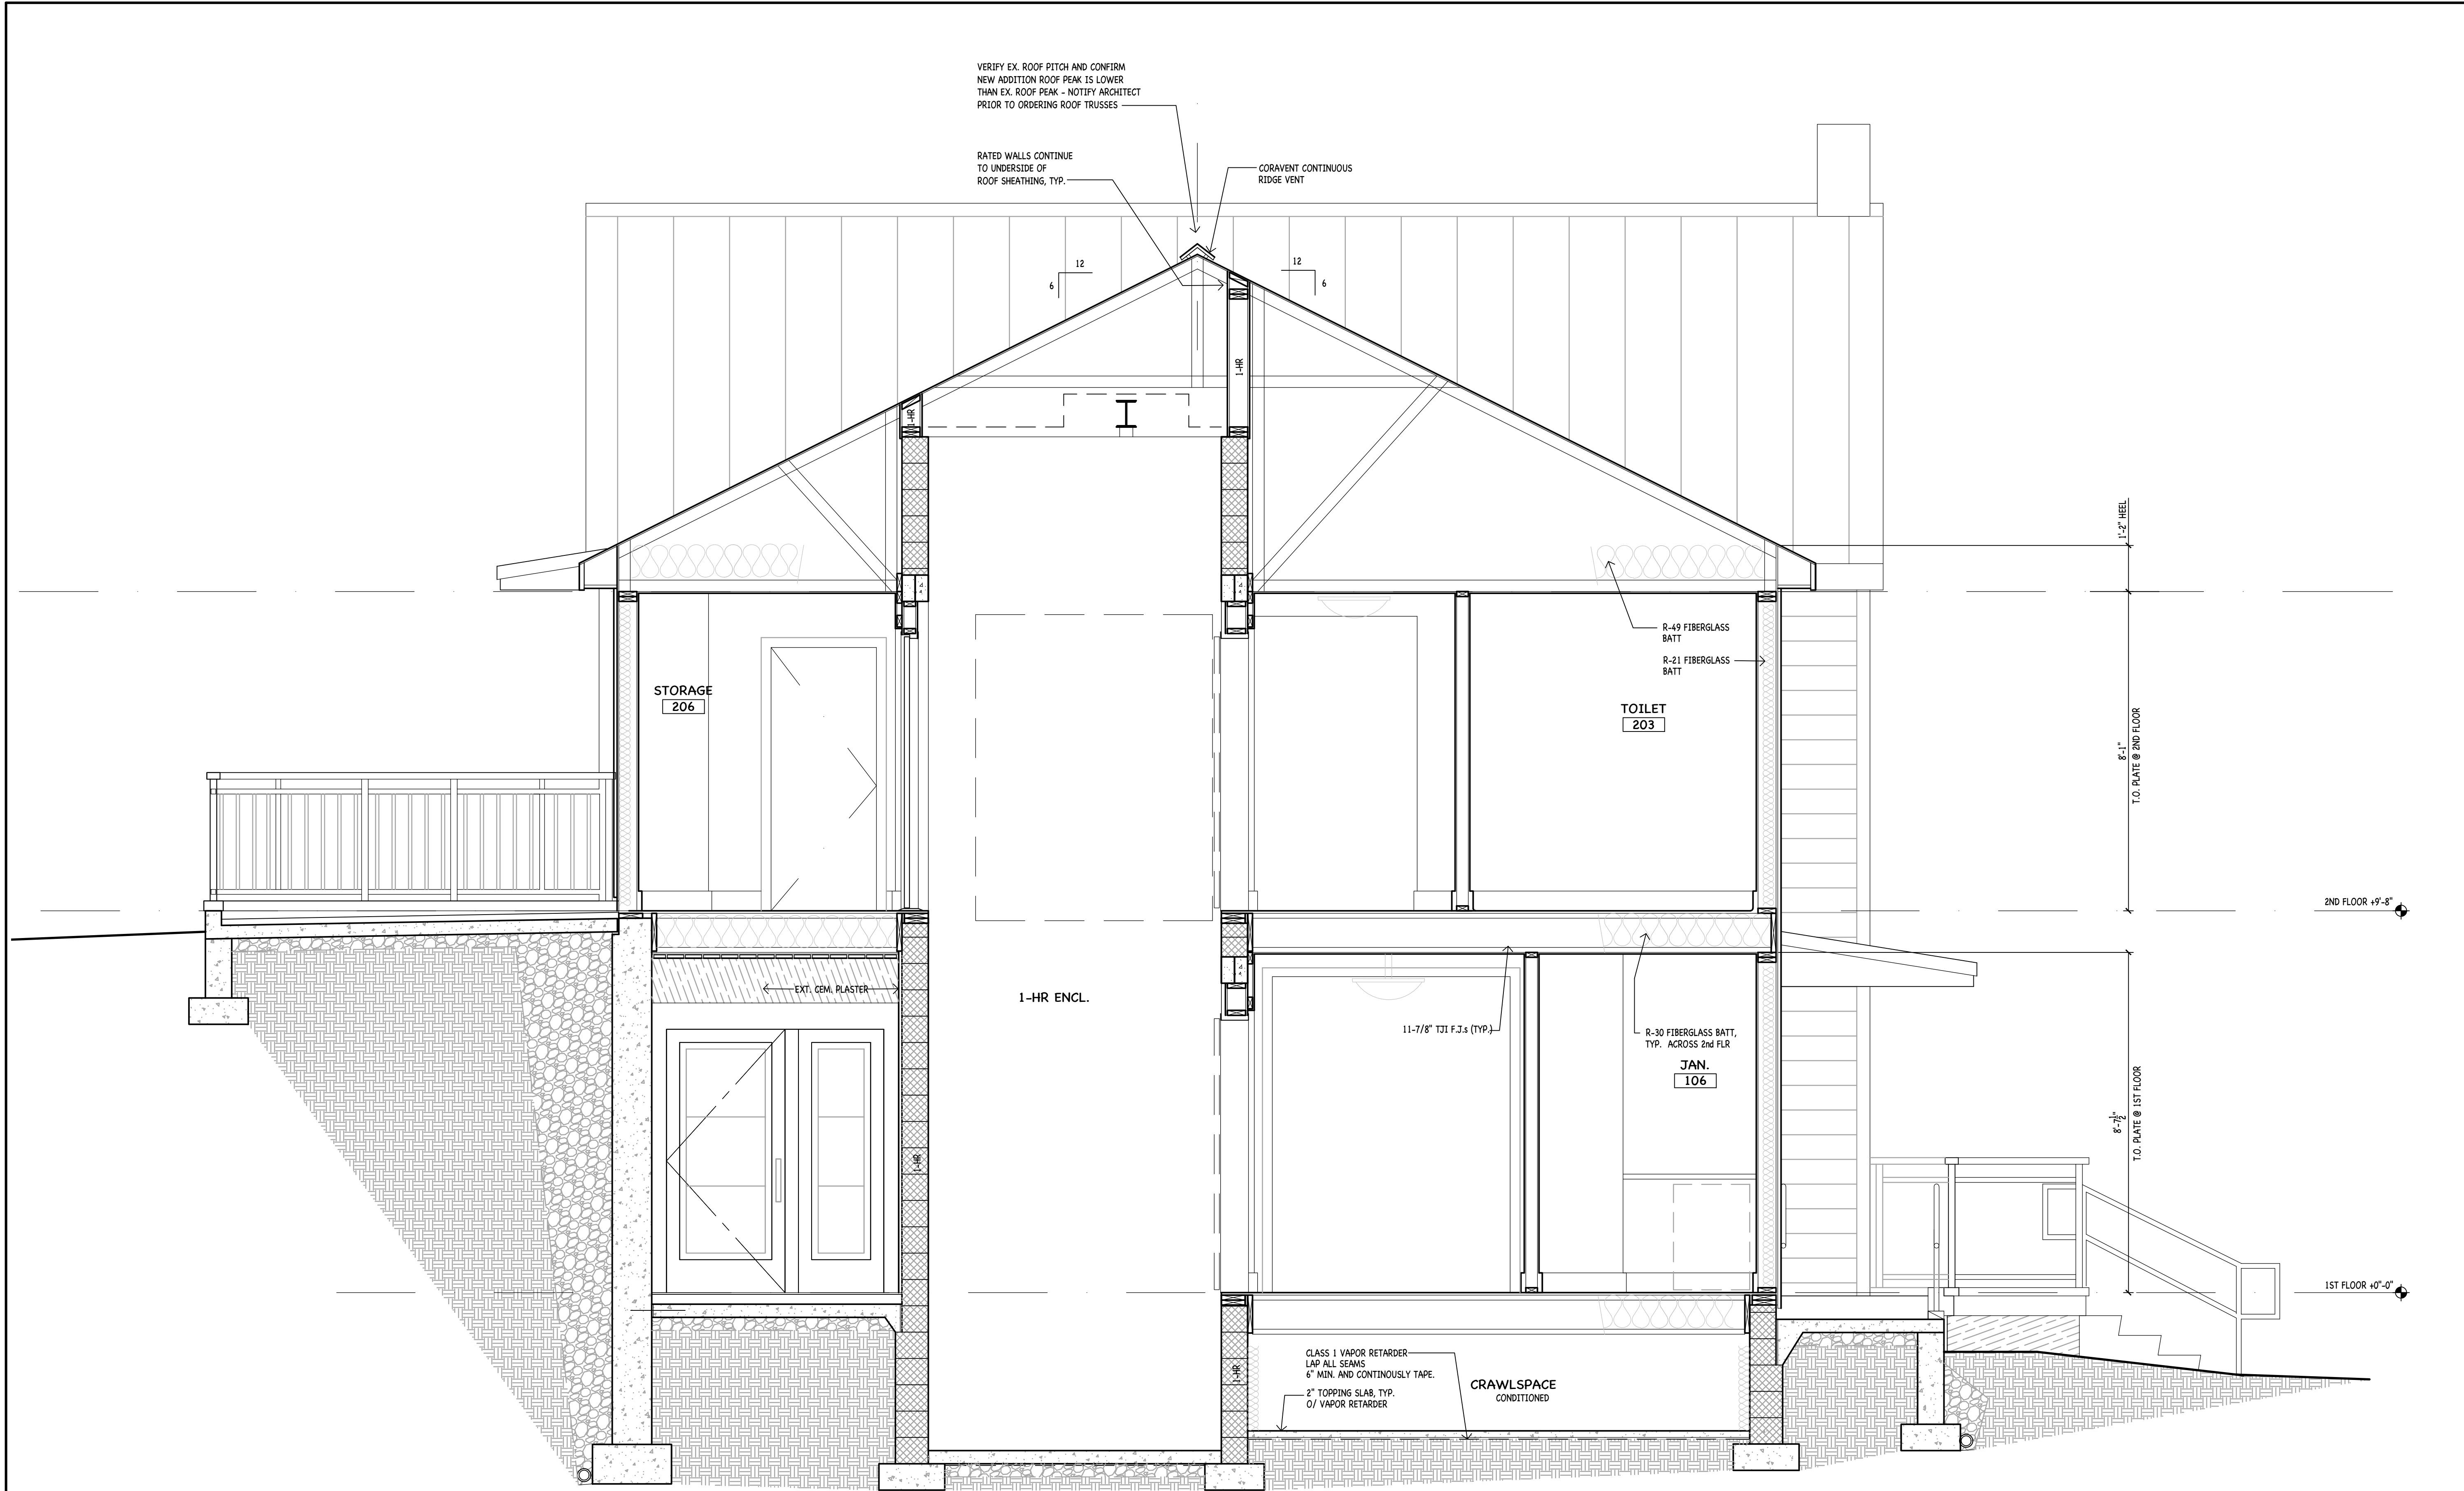 VERIFY EX. ROOF PITCH AND CONFIRM
NEW ADDITION ROOF PEAK IS LOWER
THAN EX. ROOF PEAK - NOTIFY ARCHITECT
PRIOR TO ORDERING ROOF TRUSSES
RATED WALLS CONTINUE
TO UNDERSIDE OF
ROOF SHEATHING, TYP.
CORAVENT CONTINUOUS
RIDGE VENT
12
6
12
6
1-HR
1-HR
1'-2" HEEL
R-49 FIBERGLASS
BATT
R-21 FIBERGLASS
BATT
STORAGE
206
TOILET
203
8'-1"
T.O. PLATE @ 2ND FLOOR
2ND FLOOR +9'-8"
EXT. CEM. PLASTER
1-HR ENCL.
11-7/8" TJI F.J.s (TYP.)
R-30 FIBERGLASS BATT,
TYP. ACROSS 2nd FLR
JAN.
106
8'-7½"
T.O. PLATE @ 1ST FLOOR
1-HR
1ST FLOOR +0"-0"
1-HR
CLASS 1 VAPOR RETARDER
LAP ALL SEAMS
6" MIN. AND CONTINOUSLY TAPE.
2" TOPPING SLAB, TYP.
O/ VAPOR RETARDER
CRAWLSPACE
CONDITIONED